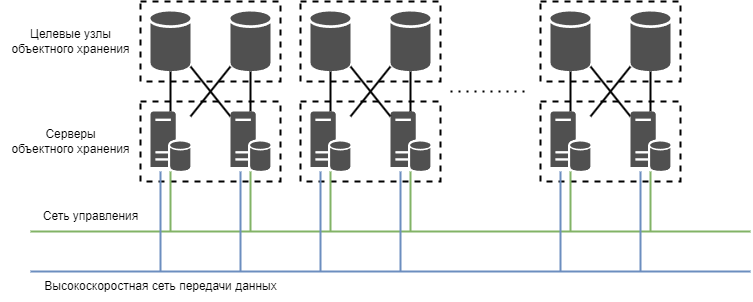 Целевые узлы
объектного хранения
Серверы
объектного хранения
Сеть управления
Высокоскоростная сеть передачи данных